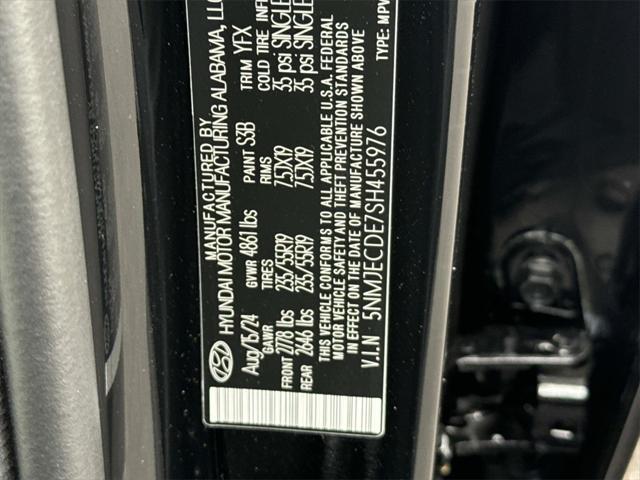 MANUFACTURED BY
HYUNDAI MOTOR MANUFACTURING ALABAMA, LLC
Aug/15/24 GVWR 4861 lbs PAINT S3B TRIM YFX
GAWR TIRES RIMS COLD TIRE INF
FRONT 2778 lbs 235/55R19 7.5JX19 35 psi SINGLE
REAR 2646 lbs 235/55R19 7.5JX19 35 psi SINGLE
THIS VEHICLE CONFORMS TO ALL APPLICABLE U.S.A. FEDERAL
MOTOR VEHICLE SAFETY AND THEFT PREVENTION STANDARDS
IN EFFECT ON THE DATE OF MANUFACTURE SHOWN ABOVE
V.I.N 5NMJECDE7SH455976 TYPE: MPV